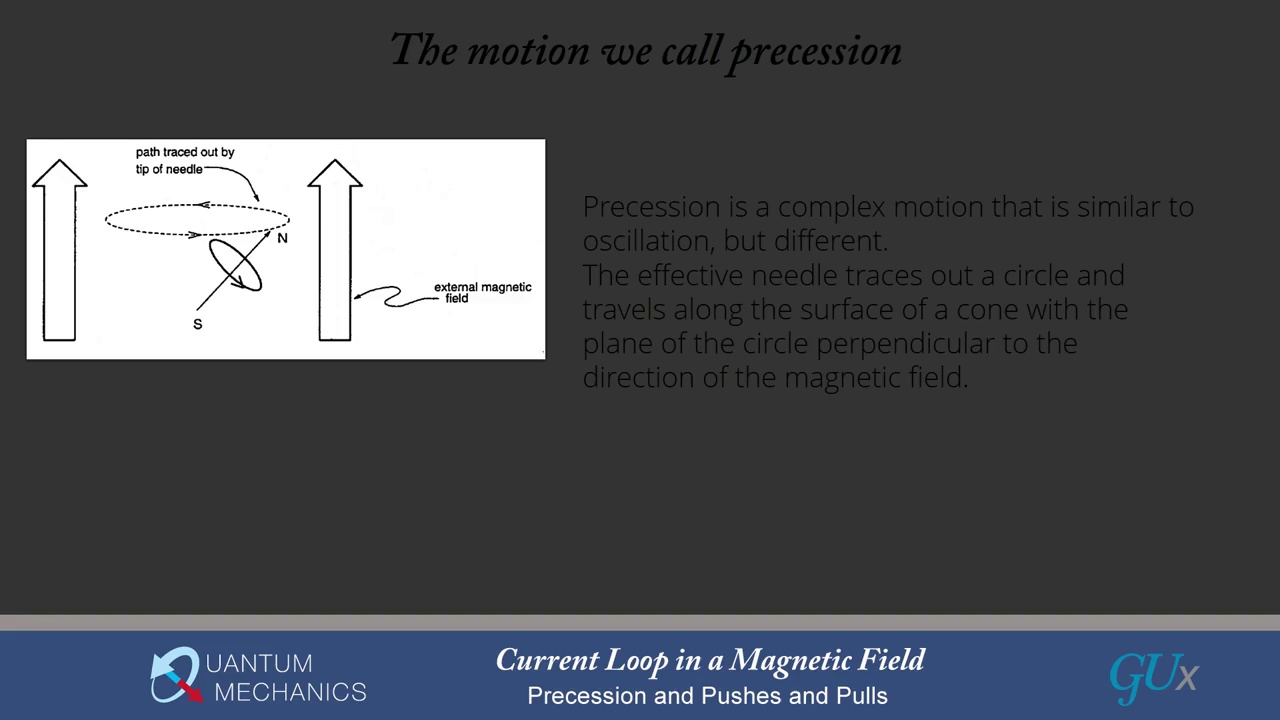 The motion we call precession
path traced out by
tip of needle
N
S
external magnetic
field
Precession is a complex motion that is similar to
oscillation, but different.
The effective needle traces out a circle and
travels along the surface of a cone with the
plane of the circle perpendicular to the
direction of the magnetic field.
QUANTUM
MECHANICS
Current Loop in a Magnetic Field
Precession and Pushes and Pulls
GUx